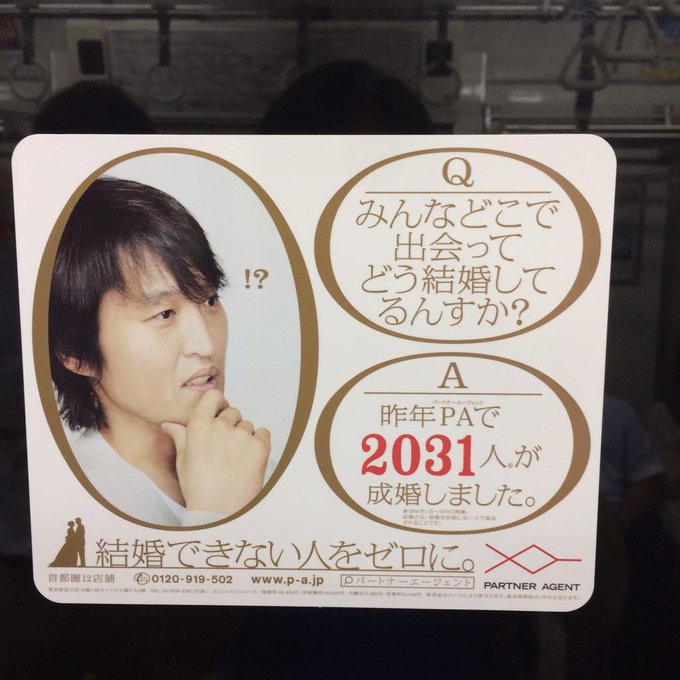 !?
Q
みんなどこで
出会って
どう結婚して
るんすか?
A
パートナーエージェント
昨年PAで
2031人※が
成婚しました。
結婚できない人をゼロに。
首都圏12店舗
0120-919-502
www.p-a.jp
パートナーエージェント
PARTNER AGENT